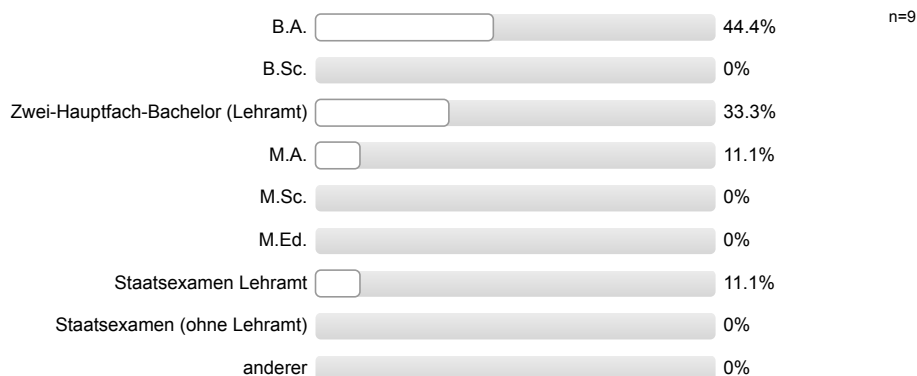 B.A. 44.4% n=9
B.Sc. 0%
Zwei-Hauptfach-Bachelor (Lehramt) 33.3%
M.A. 11.1%
M.Sc. 0%
M.Ed. 0%
Staatsexamen Lehramt 11.1%
Staatsexamen (ohne Lehramt) 0%
anderer 0%